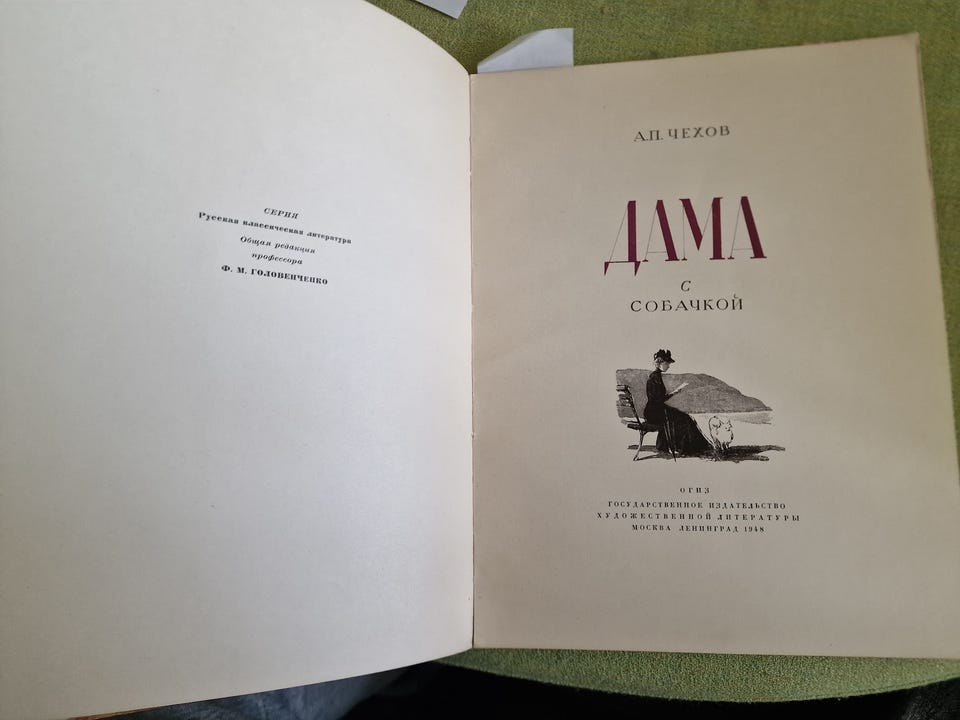 СЕРИЯ
Русская классическая литература
Общая редакция
профессора
Ф. М. ГОЛОВЕНЧЕНКО
А.П. ЧЕХОВ
ДАМА
С
СОБАЧКОЙ
ОГИЗ
ГОСУДАРСТВЕННОЕ ИЗДАТЕЛЬСТВО
ХУДОЖЕСТВЕННОЙ ЛИТЕРАТУРЫ
МОСКВА ЛЕНИНГРАД 1948